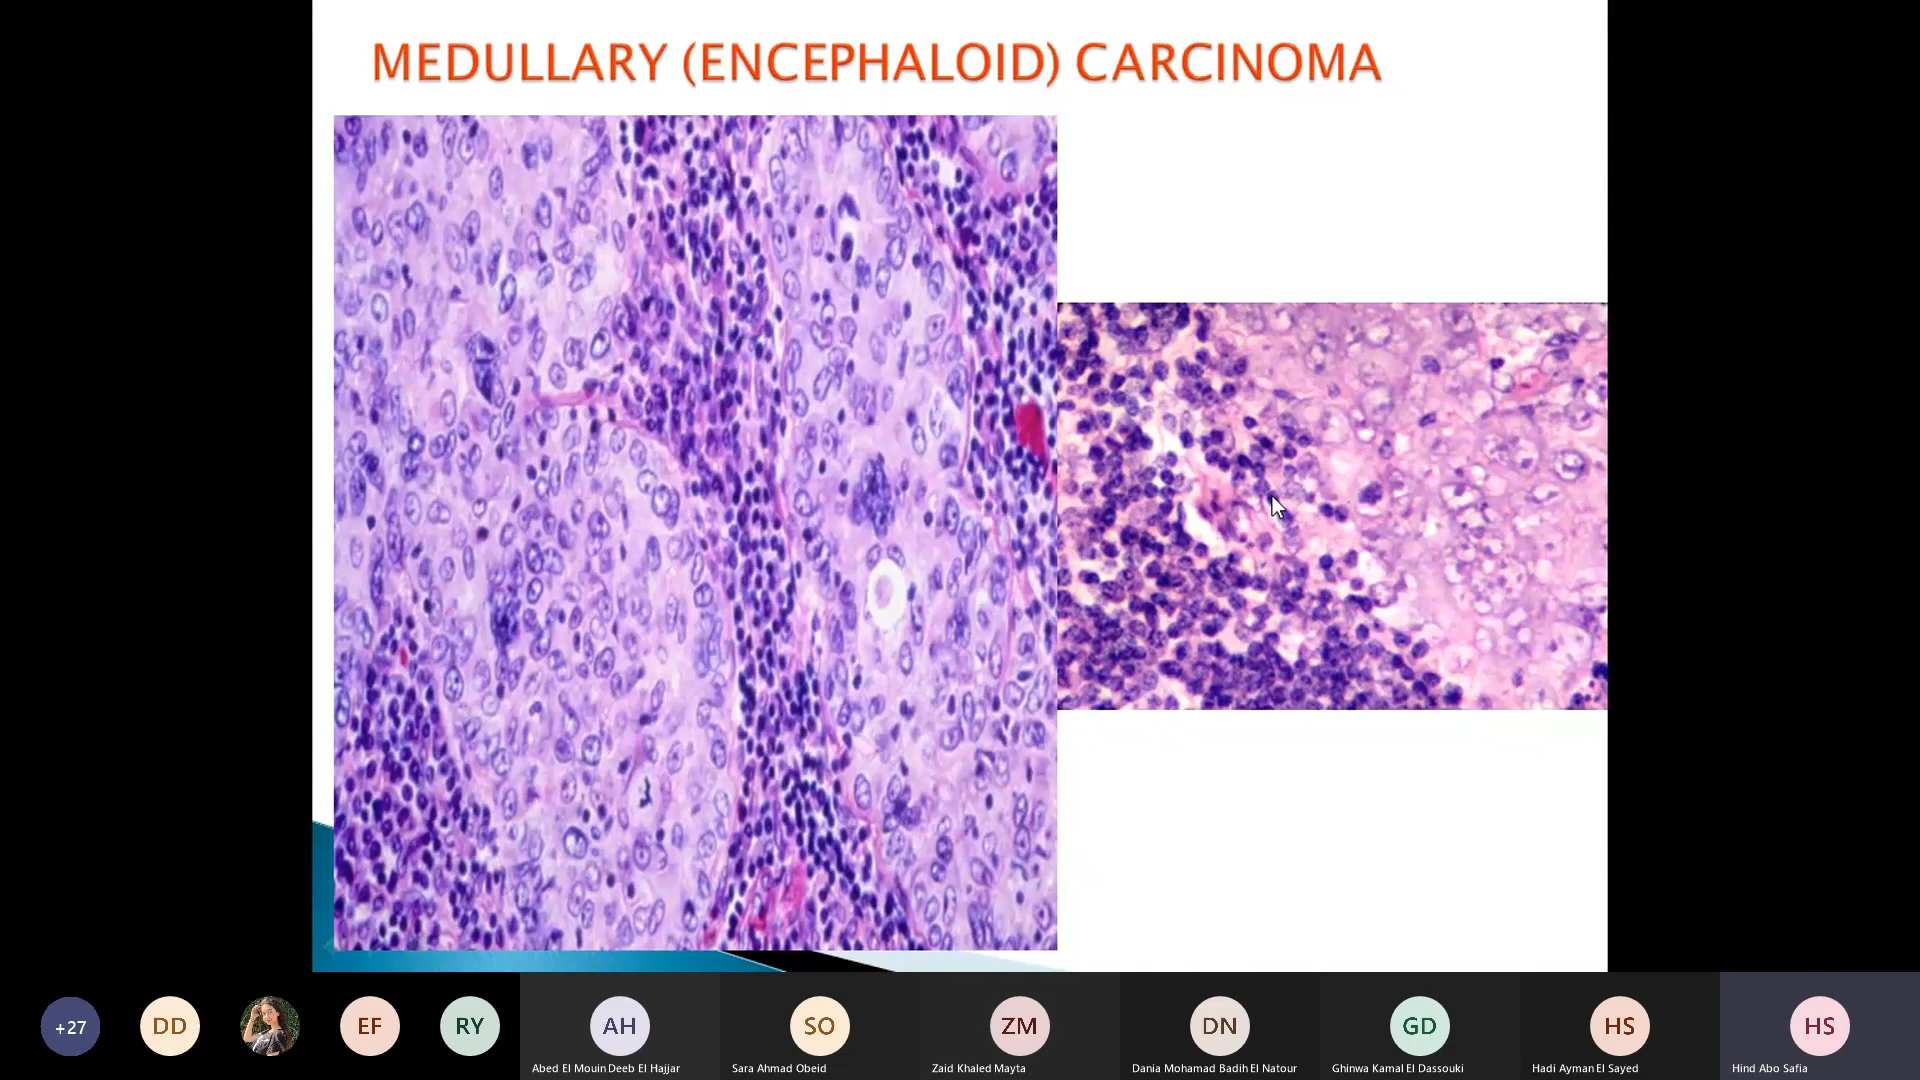 MEDULLARY (ENCEPHALOID) CARCINOMA
+27
DD
EF
RY
AH
SO
ZM
DN
GD
HS
HS
Abed El Mouin Deeb El Hajjar
Sara Ahmad Obeid
Zaid Khaled Mayta
Dania Mohamad Badih El Natour
Ghinwa Kamal El Dassouki
Hadi Ayman El Sayed
Hind Abo Safia